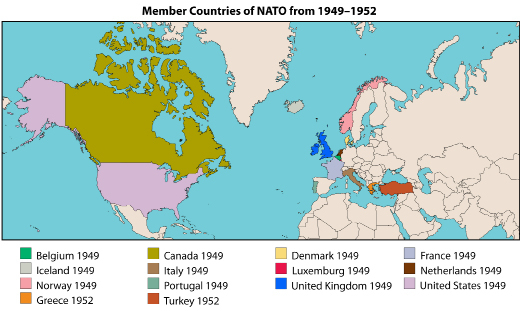 Member Countries of NATO from 1949–1952
Belgium 1949
Canada 1949
Denmark 1949
France 1949
Iceland 1949
Italy 1949
Luxemburg 1949
Netherlands 1949
Norway 1949
Portugal 1949
United Kingdom 1949
United States 1949
Greece 1952
Turkey 1952